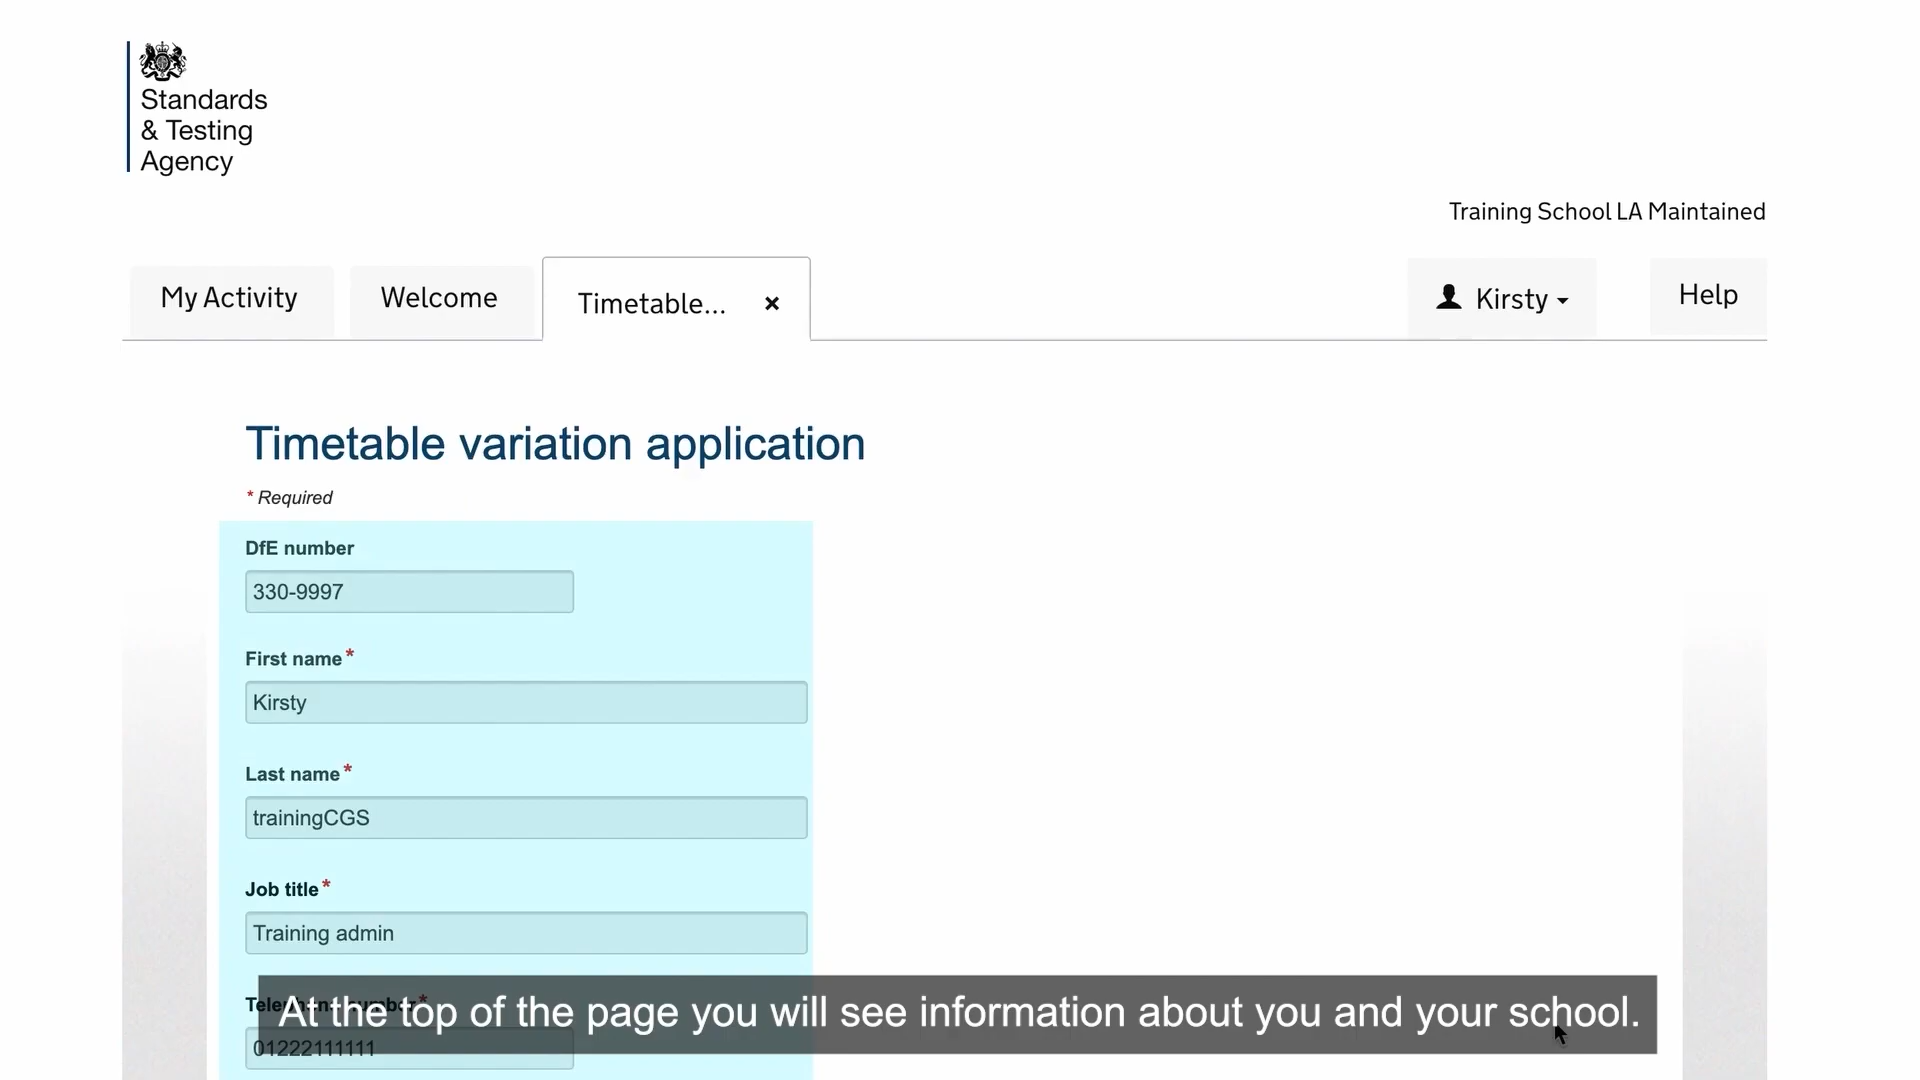 Standards
& Testing
Agency
Training School LA Maintained
My Activity
Welcome
Timetable...
Kirsty
Help
Timetable variation application
* Required
DfE number
330-9997
First name*
Kirsty
Last name*
trainingCGS
Job title*
Training admin
Telephone number*
At the top of the page you will see information about you and your school.
01222111111